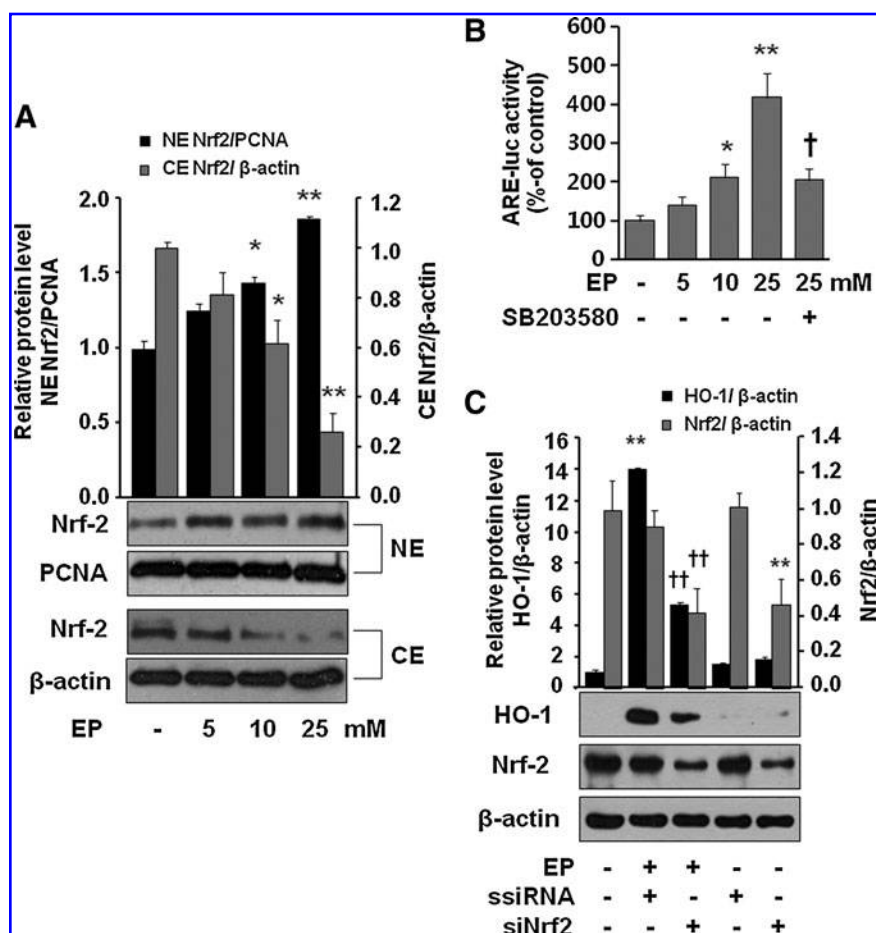 A
NE Nrf2/PCNA
CE Nrf2/ β-actin
Relative protein level
NE Nrf2/PCNA
2.0
1.5
1.0
0.5
0.0
* * ** **
1.2
1.0
0.8
0.6
0.4
0.2
0.0
CE Nrf2/β-actin
Nrf-2
PCNA
NE
Nrf-2
β-actin
CE
EP - 5 10 25 mM
B
ARE-luc activity
(%-of control)
600
500
400
300
200
100
0
* ** †
EP - 5 10 25 25 mM
SB203580 - - - - +
C
HO-1/ β-actin
Nrf2/ β-actin
Relative protein level
HO-1/β-actin
16
14
12
10
8
6
4
2
0
** †† †† **
1.4
1.2
1.0
0.8
0.6
0.4
0.2
0.0
Nrf2/β-actin
HO-1
Nrf-2
β-actin
EP - + + - -
ssiRNA - + - + -
siNrf2 - - + - +